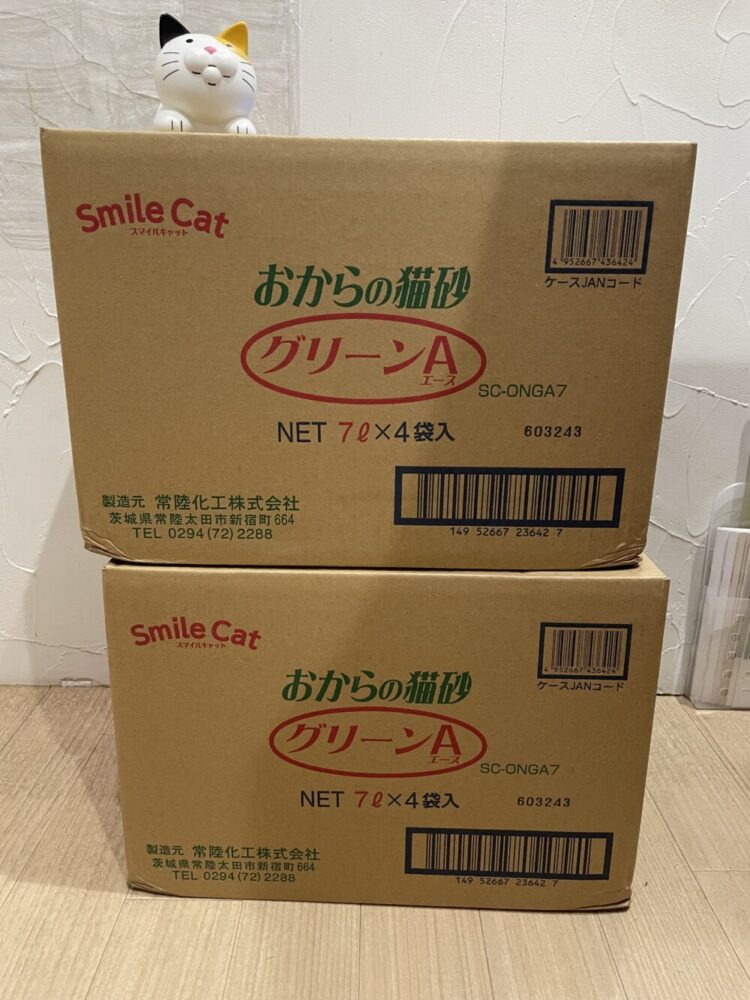 Smile Cat
スマイルキャット
4 952667 436424
ケースJANコード
おからの猫砂
グリーンA
エース
SC-ONGA7
NET 7ℓ×4袋入
603243
製造元 常陸化工株式会社
茨城県常陸太田市新宿町664
TEL 0294(72)2288
149 52667 23642 7
Smile Cat
スマイルキャット
4 952667 436424
ケースJANコード
おからの猫砂
グリーンA
エース
SC-ONGA7
NET 7ℓ×4袋入
603243
製造元 常陸化工株式会社
茨城県常陸太田市新宿町664
TEL 0294(72)2288
149 52667 23642 7